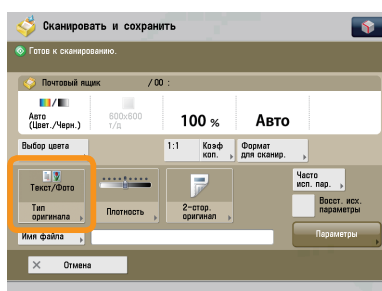 Сканировать и сохранить
Готов к сканированию.
Почтовый ящик / 00 :
Авто
(Цвет./Черн.)
600x600
т/д
100 %
Авто
Выбор цвета
1:1
Коэф
коп.
Формат
для сканир.
Текст/Фото
Тип
оригинала
Плотность
2-стор.
оригинал
Часто
исп. пар.
Восст. исх.
параметры
Имя файла
Параметры
× Отмена